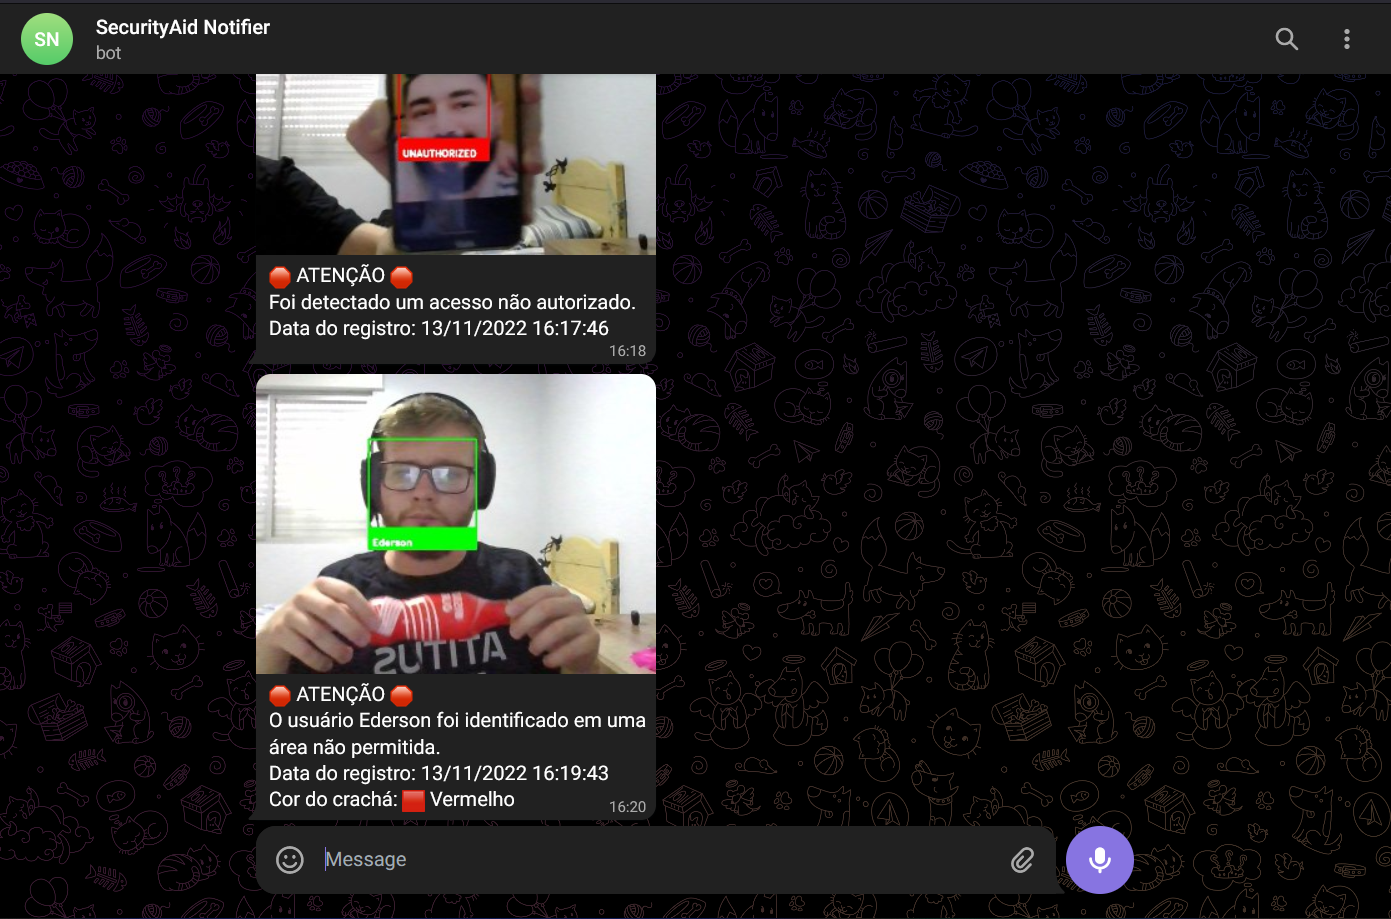 SN
SecurityAid Notifier
bot
UNAUTHORIZED
🛑 ATENÇÃO 🛑
Foi detectado um acesso não autorizado.
Data do registro: 13/11/2022 16:17:46
16:18
Ederson
🛑 ATENÇÃO 🛑
O usuário Ederson foi identificado em uma
área não permitida.
Data do registro: 13/11/2022 16:19:43
Cor do crachá: 🟥 Vermelho
16:20
Message